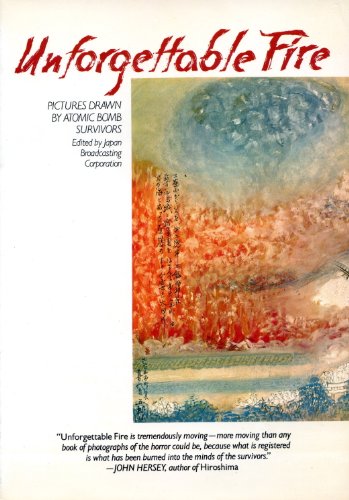 Unforgettable Fire
PICTURES DRAWN
BY ATOMIC BOMB
SURVIVORS
Edited by Japan
Broadcasting
Corporation
"Unforgettable Fire is tremendously moving—more moving than any
book of photographs of the horror could be, because what is registered
is what has been burned into the minds of the survivors."
—JOHN HERSEY, author of Hiroshima